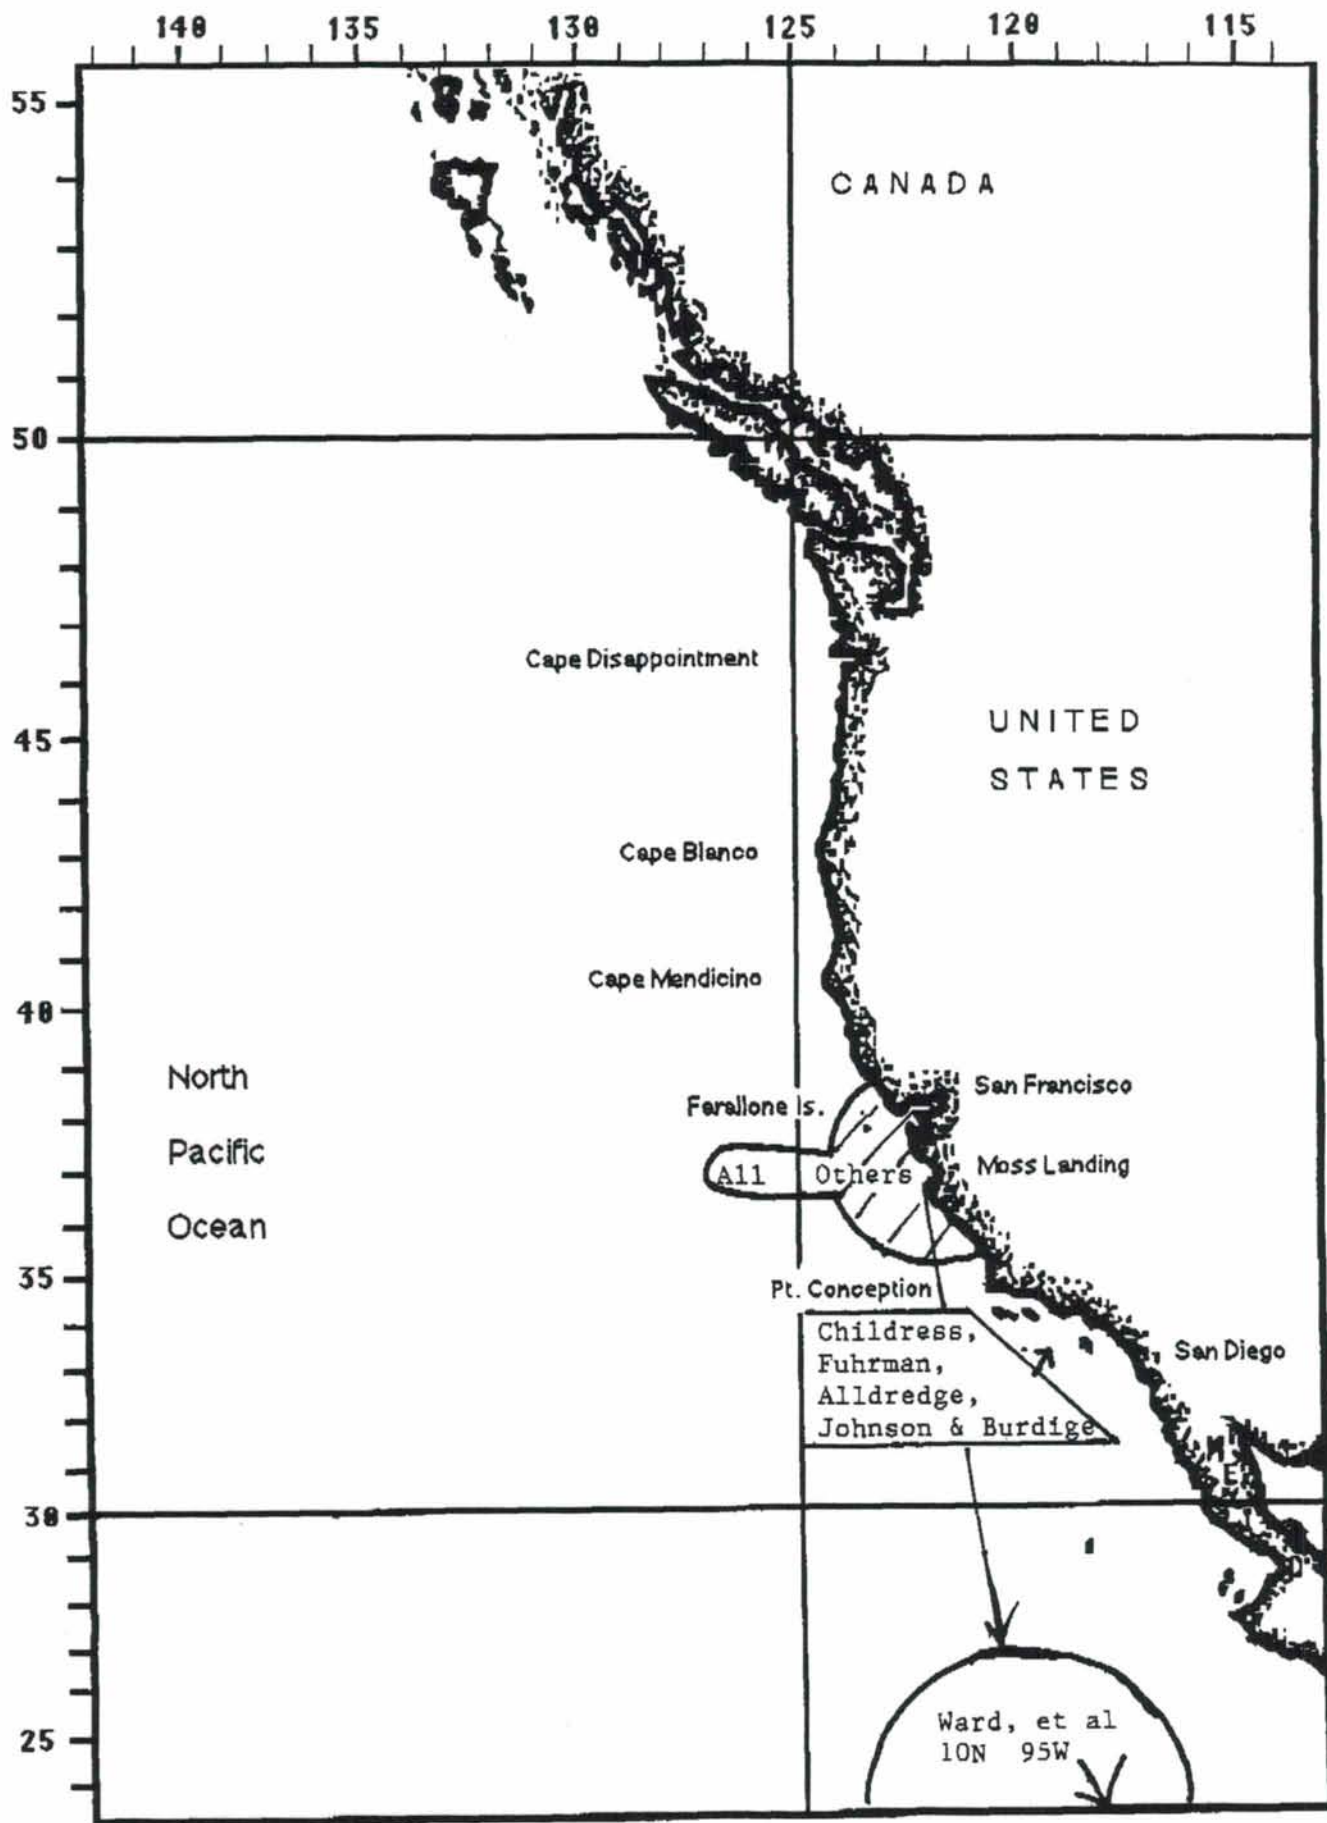 140 135 130 125 120 115
55
CANADA
50
Cape Disappointment
UNITED
STATES
45
Cape Blanco
Cape Mendicino
40
North
Pacific
Ocean
San Francisco
Farallone Is.
Moss Landing
All Others
35
Pt. Conception
Childress,
Fuhrman,
Alldredge,
Johnson & Burdige
San Diego
M
E
30
Ward, et al
10N 95W
25